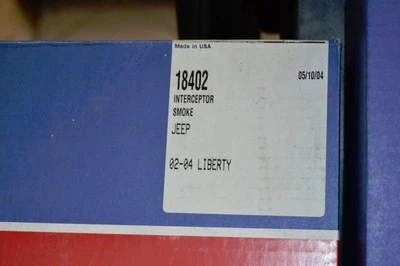 Made in USA
18402 05/10/04
INTERCEPTOR
SMOKE
JEEP
02-04 LIBERTY